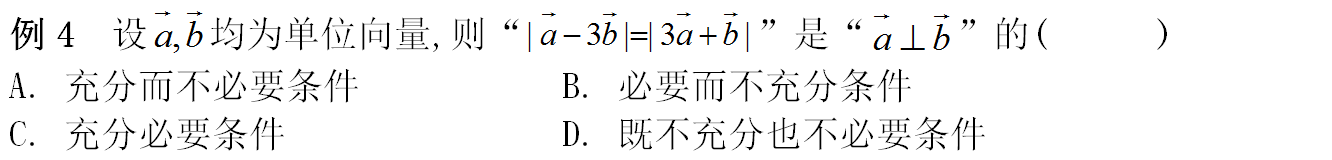 例 4 设 $\vec{a},\vec{b}$ 均为单位向量, 则 “$|\vec{a}-3\vec{b}|=|3\vec{a}+\vec{b}|$” 是 “$\vec{a}\perp\vec{b}$” 的( )
A. 充分而不必要条件 B. 必要而不充分条件
C. 充分必要条件 D. 既不充分也不必要条件